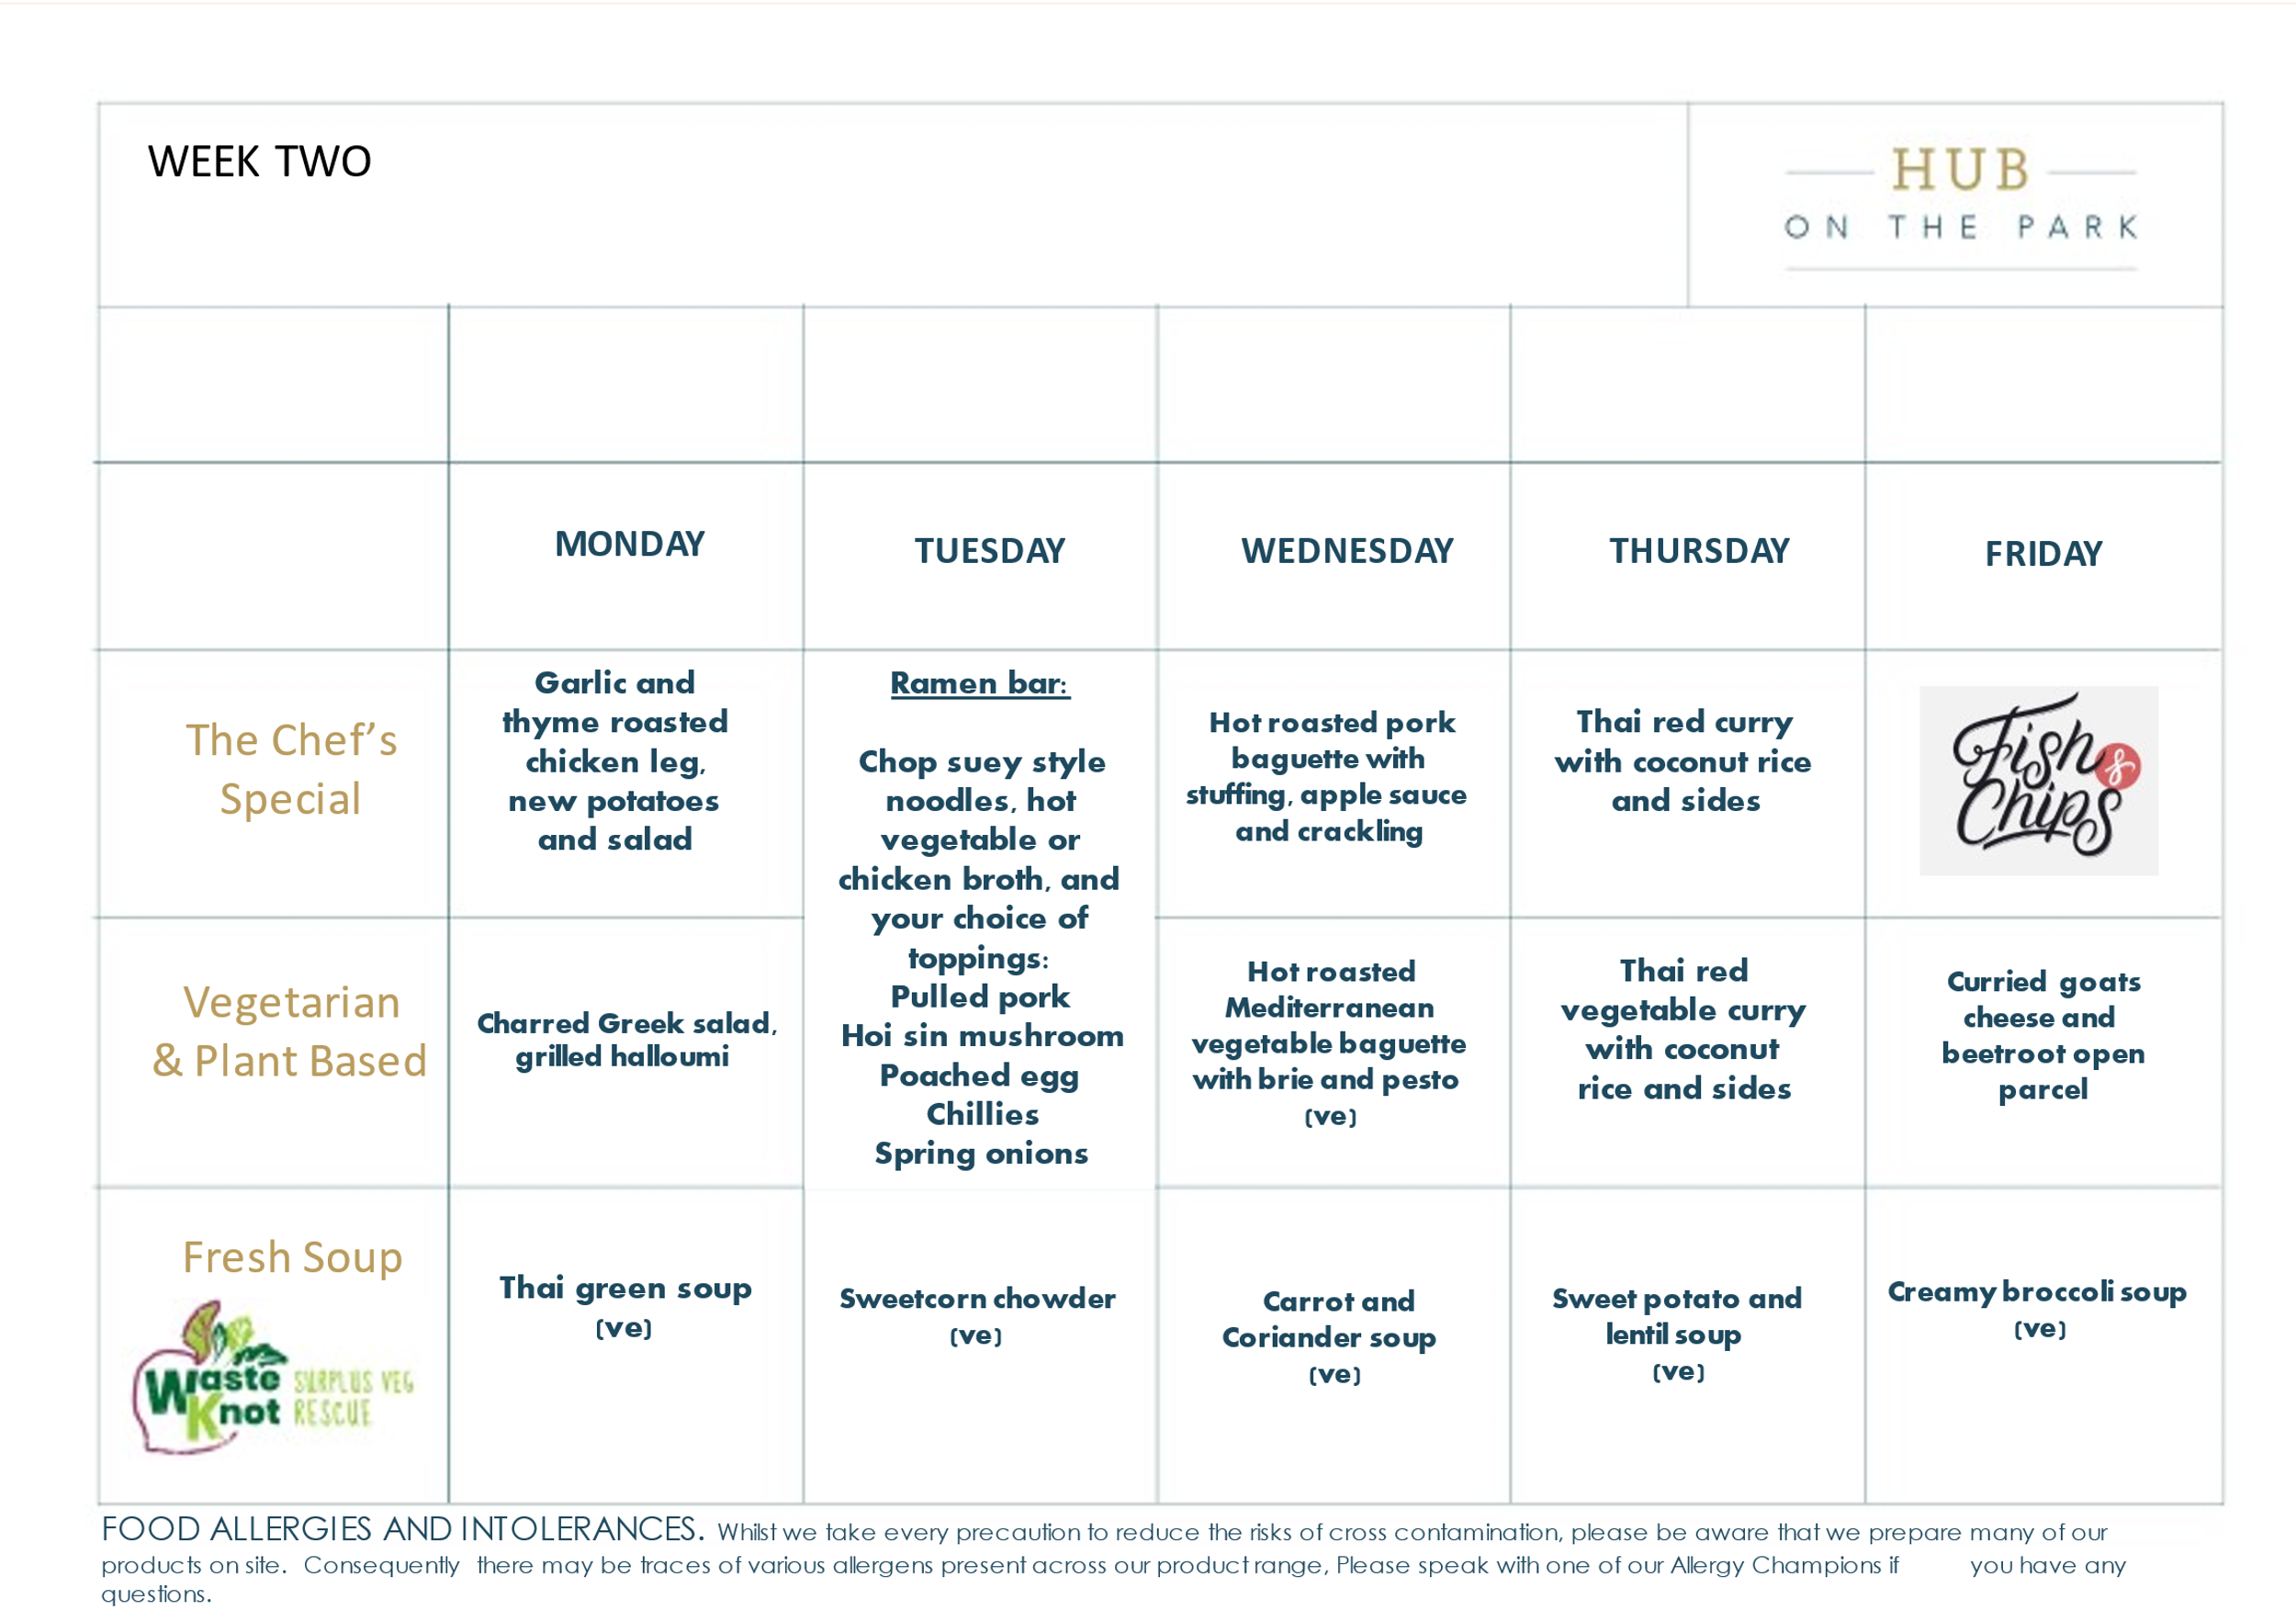 WEEK TWO
HUB
ON THE PARK
MONDAY
TUESDAY
WEDNESDAY
THURSDAY
FRIDAY
The Chef’s
Special
Garlic and
thyme roasted
chicken leg,
new potatoes
and salad
Ramen bar:
Chop suey style
noodles, hot
vegetable or
chicken broth, and
your choice of
toppings:
Pulled pork
Hoi sin mushroom
Poached egg
Chillies
Spring onions
Hot roasted pork
baguette with
stuffing, apple sauce
and crackling
Thai red curry
with coconut rice
and sides
Fish &
Chips
Vegetarian
& Plant Based
Charred Greek salad,
grilled halloumi
Hot roasted
Mediterranean
vegetable baguette
with brie and pesto
(ve)
Thai red
vegetable curry
with coconut
rice and sides
Curried goats
cheese and
beetroot open
parcel
Fresh Soup
Waste
Knot
SURPLUS VEG
RESCUE
Thai green soup
(ve)
Sweetcorn chowder
(ve)
Carrot and
Coriander soup
(ve)
Sweet potato and
lentil soup
(ve)
Creamy broccoli soup
(ve)
FOOD ALLERGIES AND INTOLERANCES. Whilst we take every precaution to reduce the risks of cross contamination, please be aware that we prepare many of our
products on site. Consequently there may be traces of various allergens present across our product range, Please speak with one of our Allergy Champions if you have any
questions.